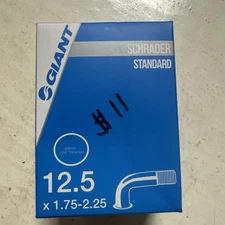 GIANT
SCHRADER
STANDARD
#11
12.5
x 1.75-2.25